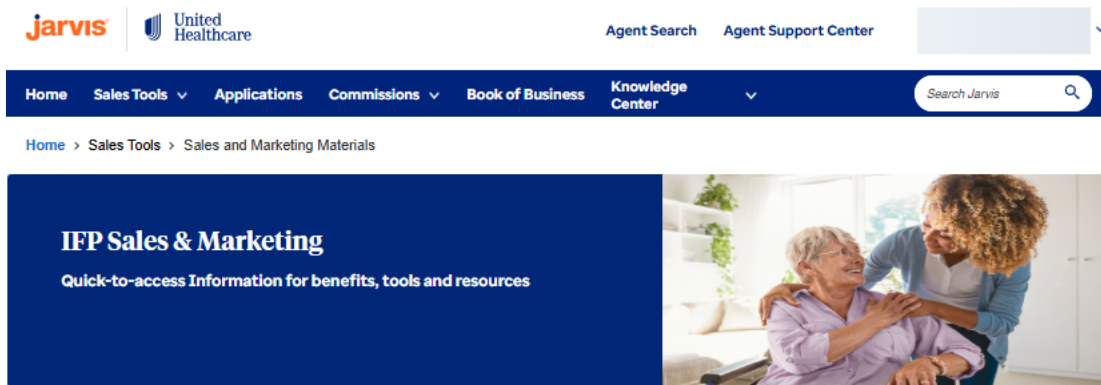 jarvis
United
Healthcare
Agent Search Agent Support Center
Home Sales Tools Applications Commissions Book of Business Knowledge
Center
Search Jarvis
Home > Sales Tools > Sales and Marketing Materials
IFP Sales & Marketing
Quick-to-access Information for benefits, tools and resources